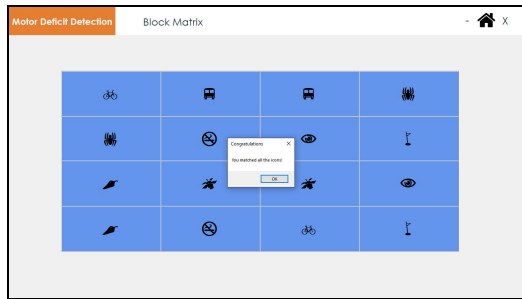 Motor Deficit Detection
Block Matrix
- X
Congratulations X
You matched all the icons!
OK